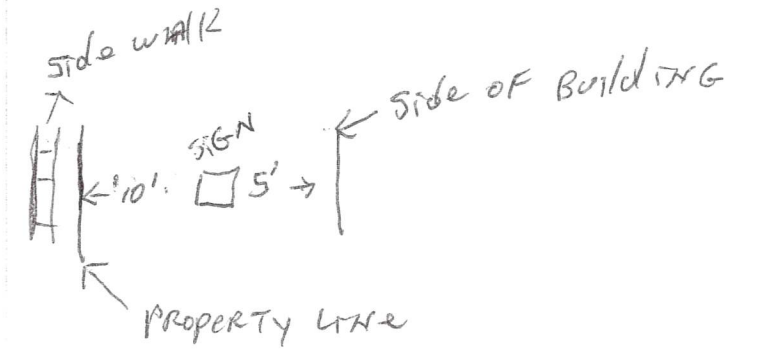 Side WALK
Side OF BuildING
SIGN
10'
5'
PROPERTY LINe